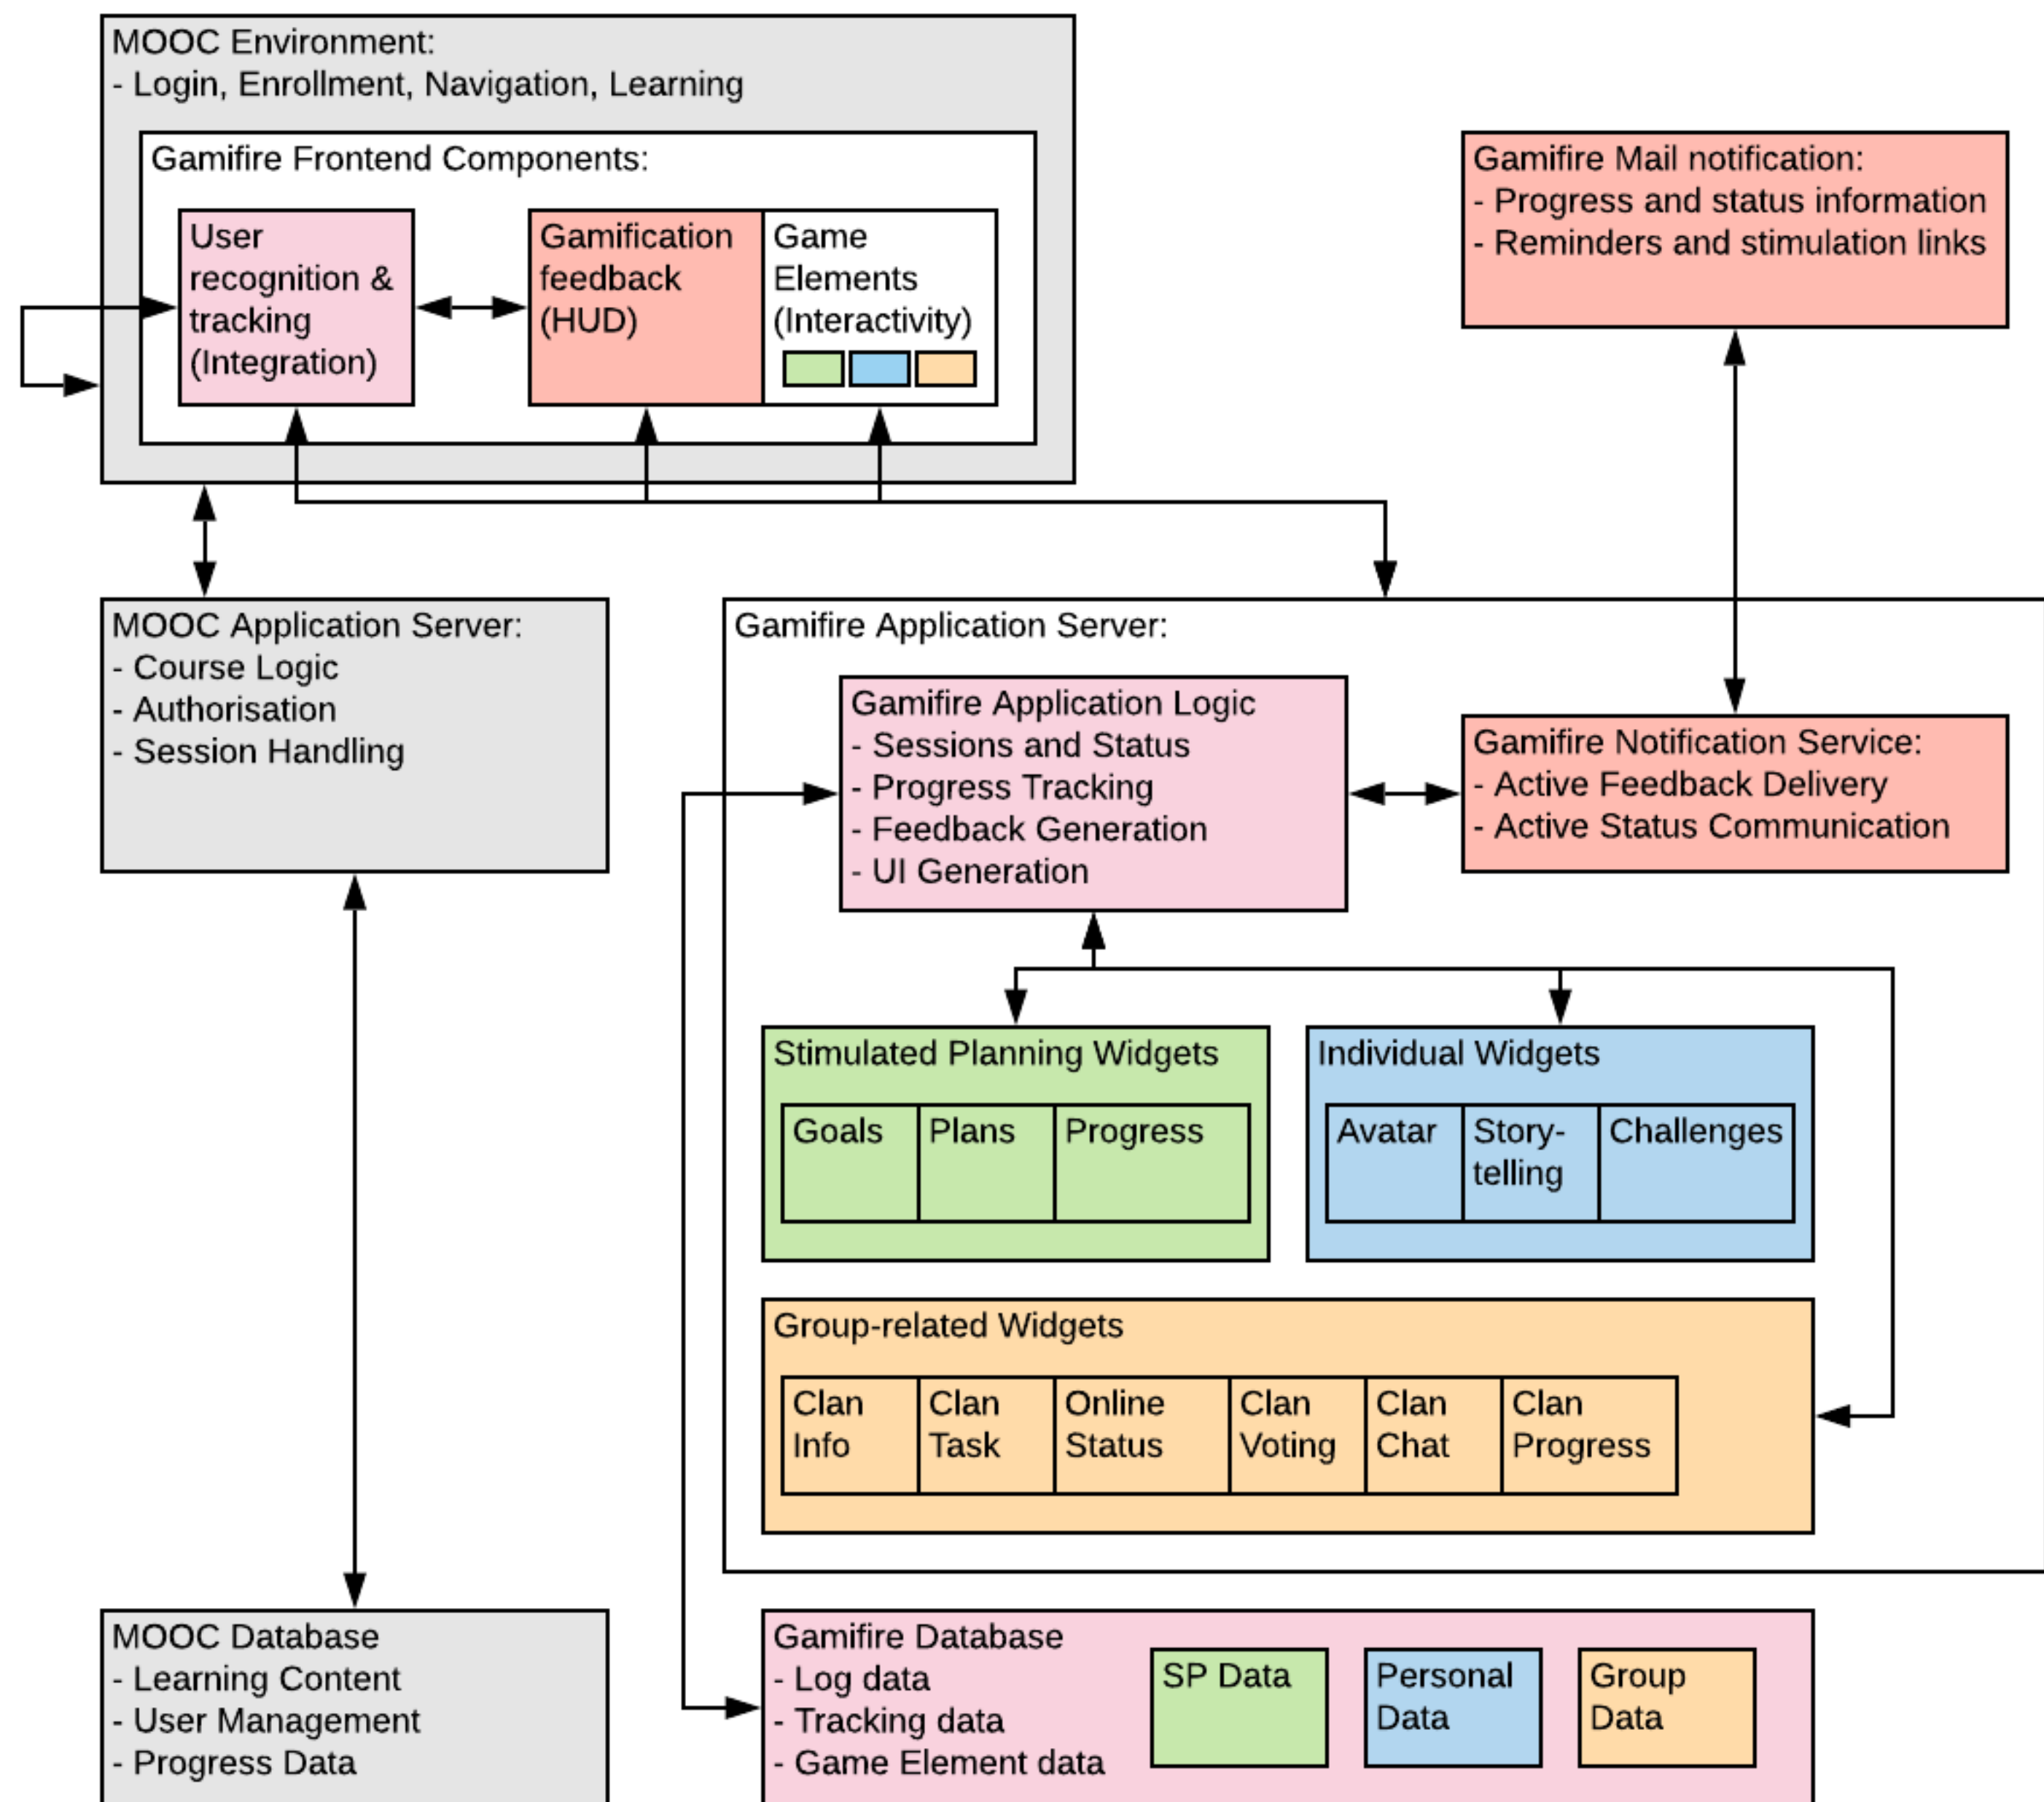 MOOC Environment:
- Login, Enrollment, Navigation, Learning
Gamifire Frontend Components:
User
recognition &
tracking
(Integration)
Gamification
feedback
(HUD)
Game
Elements
(Interactivity)
Gamifire Mail notification:
- Progress and status information
- Reminders and stimulation links
MOOC Application Server:
- Course Logic
- Authorisation
- Session Handling
Gamifire Application Server:
Gamifire Application Logic
- Sessions and Status
- Progress Tracking
- Feedback Generation
- UI Generation
Gamifire Notification Service:
- Active Feedback Delivery
- Active Status Communication
Stimulated Planning Widgets
Goals
Plans
Progress
Individual Widgets
Avatar
Story-
telling
Challenges
Group-related Widgets
Clan
Info
Clan
Task
Online
Status
Clan
Voting
Clan
Chat
Clan
Progress
MOOC Database
- Learning Content
- User Management
- Progress Data
Gamifire Database
- Log data
- Tracking data
- Game Element data
SP Data
Personal
Data
Group
Data